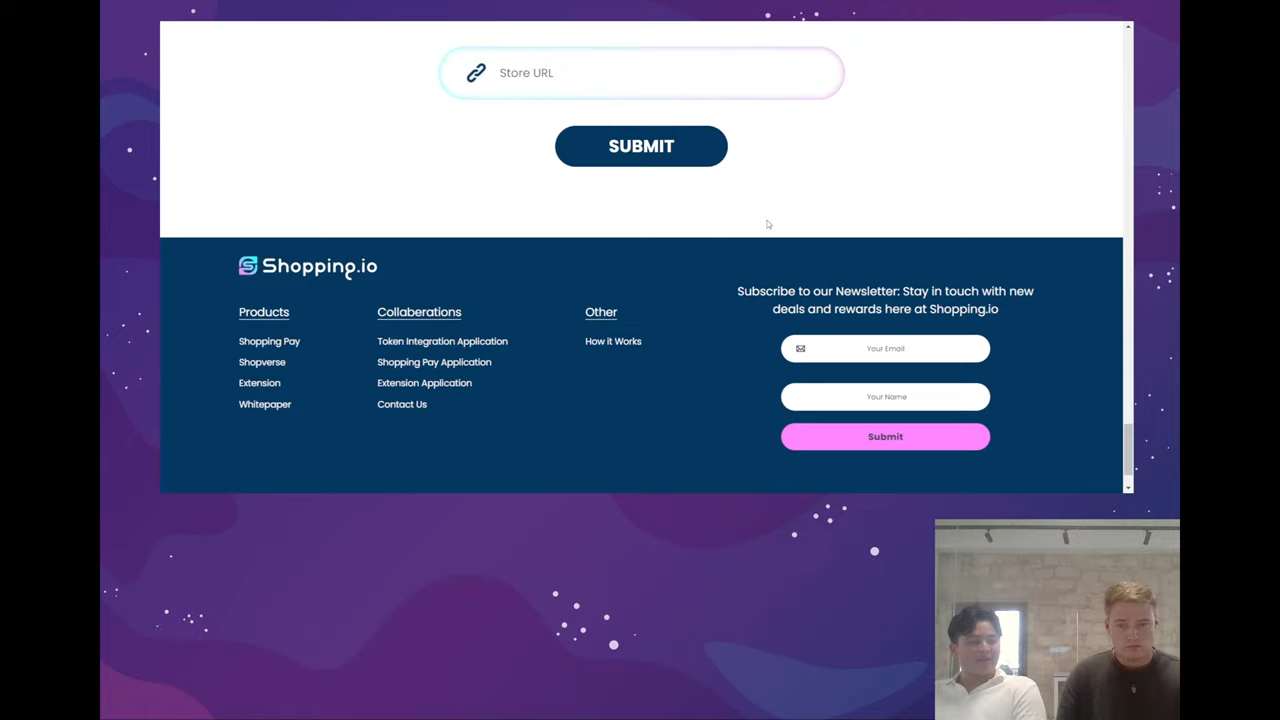 Store URL
SUBMIT
Shopping.io
Products
Shopping Pay
Shopverse
Extension
Whitepaper
Collaberations
Token Integration Application
Shopping Pay Application
Extension Application
Contact Us
Other
How it Works
Subscribe to our Newsletter: Stay in touch with new
deals and rewards here at Shopping.io
Your Email
Your Name
Submit